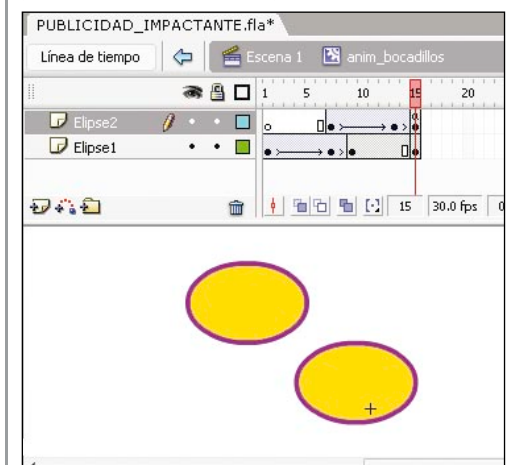 PUBLICIDAD_IMPACTANTE.fla*
Línea de tiempo Escena 1 anim_bocadillos
1 5 10 15 20
Elipse2
Elipse1
15 30.0 fps 0